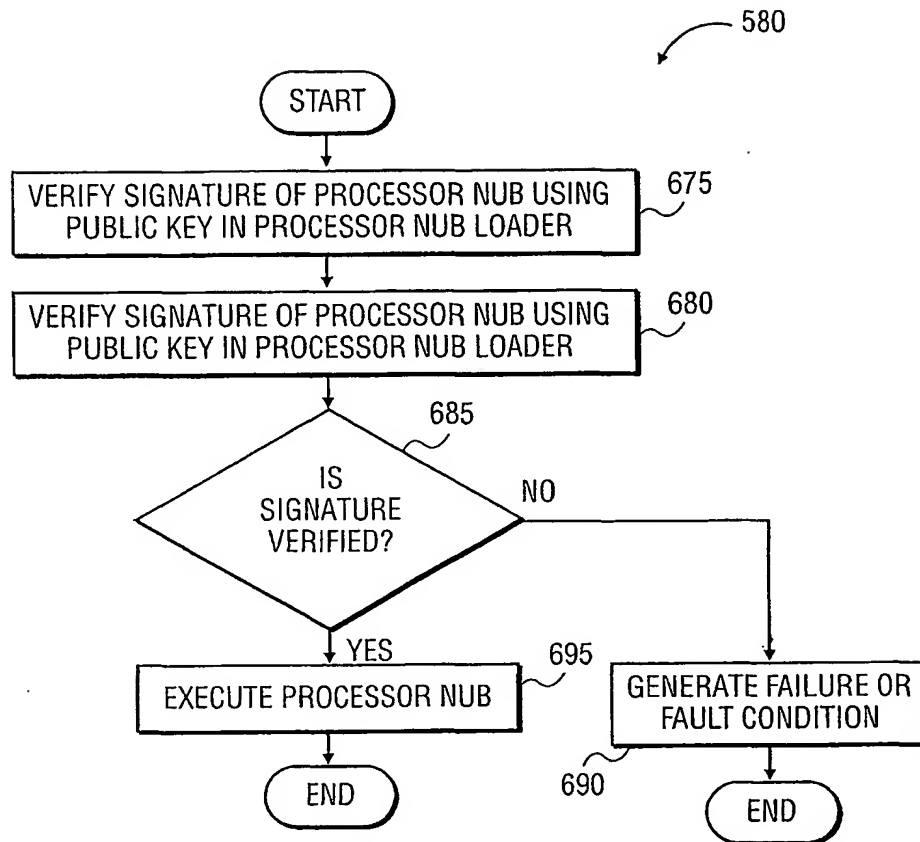 580
START
VERIFY SIGNATURE OF PROCESSOR NUB USING
PUBLIC KEY IN PROCESSOR NUB LOADER
675
VERIFY SIGNATURE OF PROCESSOR NUB USING
PUBLIC KEY IN PROCESSOR NUB LOADER
680
685
IS
SIGNATURE
VERIFIED?
NO
YES
695
EXECUTE PROCESSOR NUB
GENERATE FAILURE OR
FAULT CONDITION
690
END
END